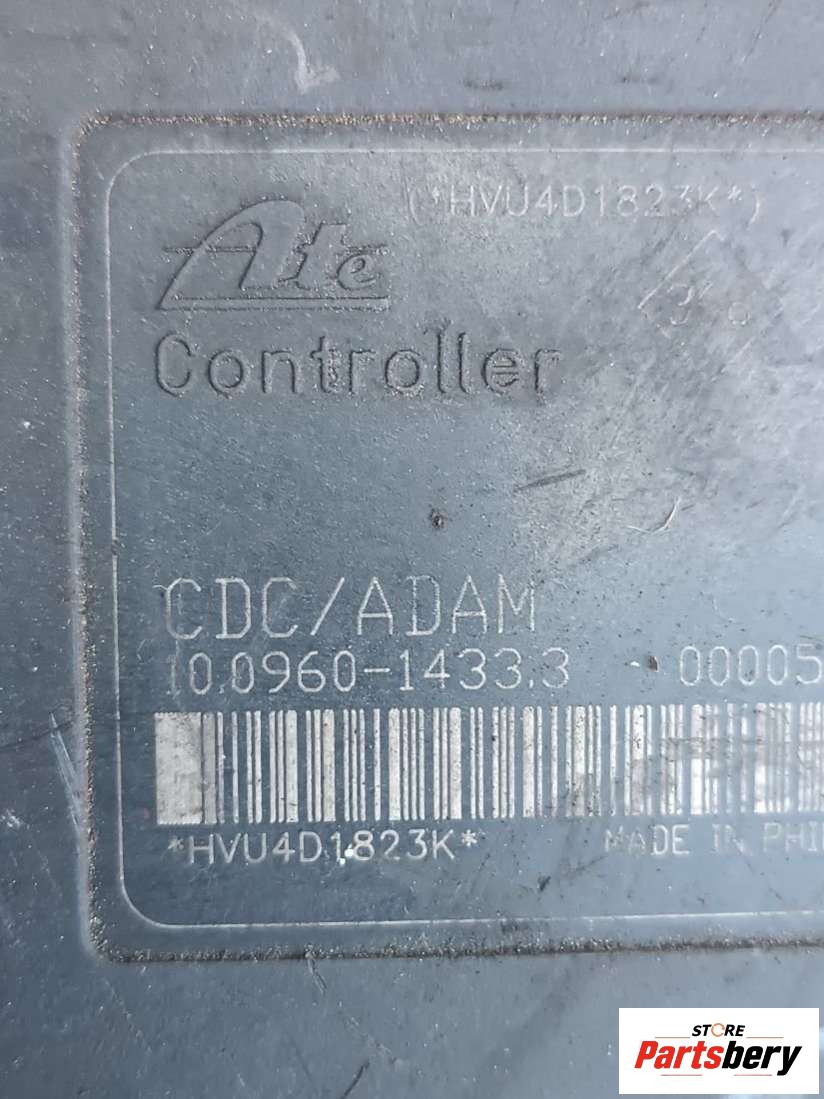 (*HVU4D1823K*)
Ate
Controller
CDC/ADAM
10.0960-1433.3 00005
*HVU4D1823K* MADE IN PHI
STORE
Partsbery